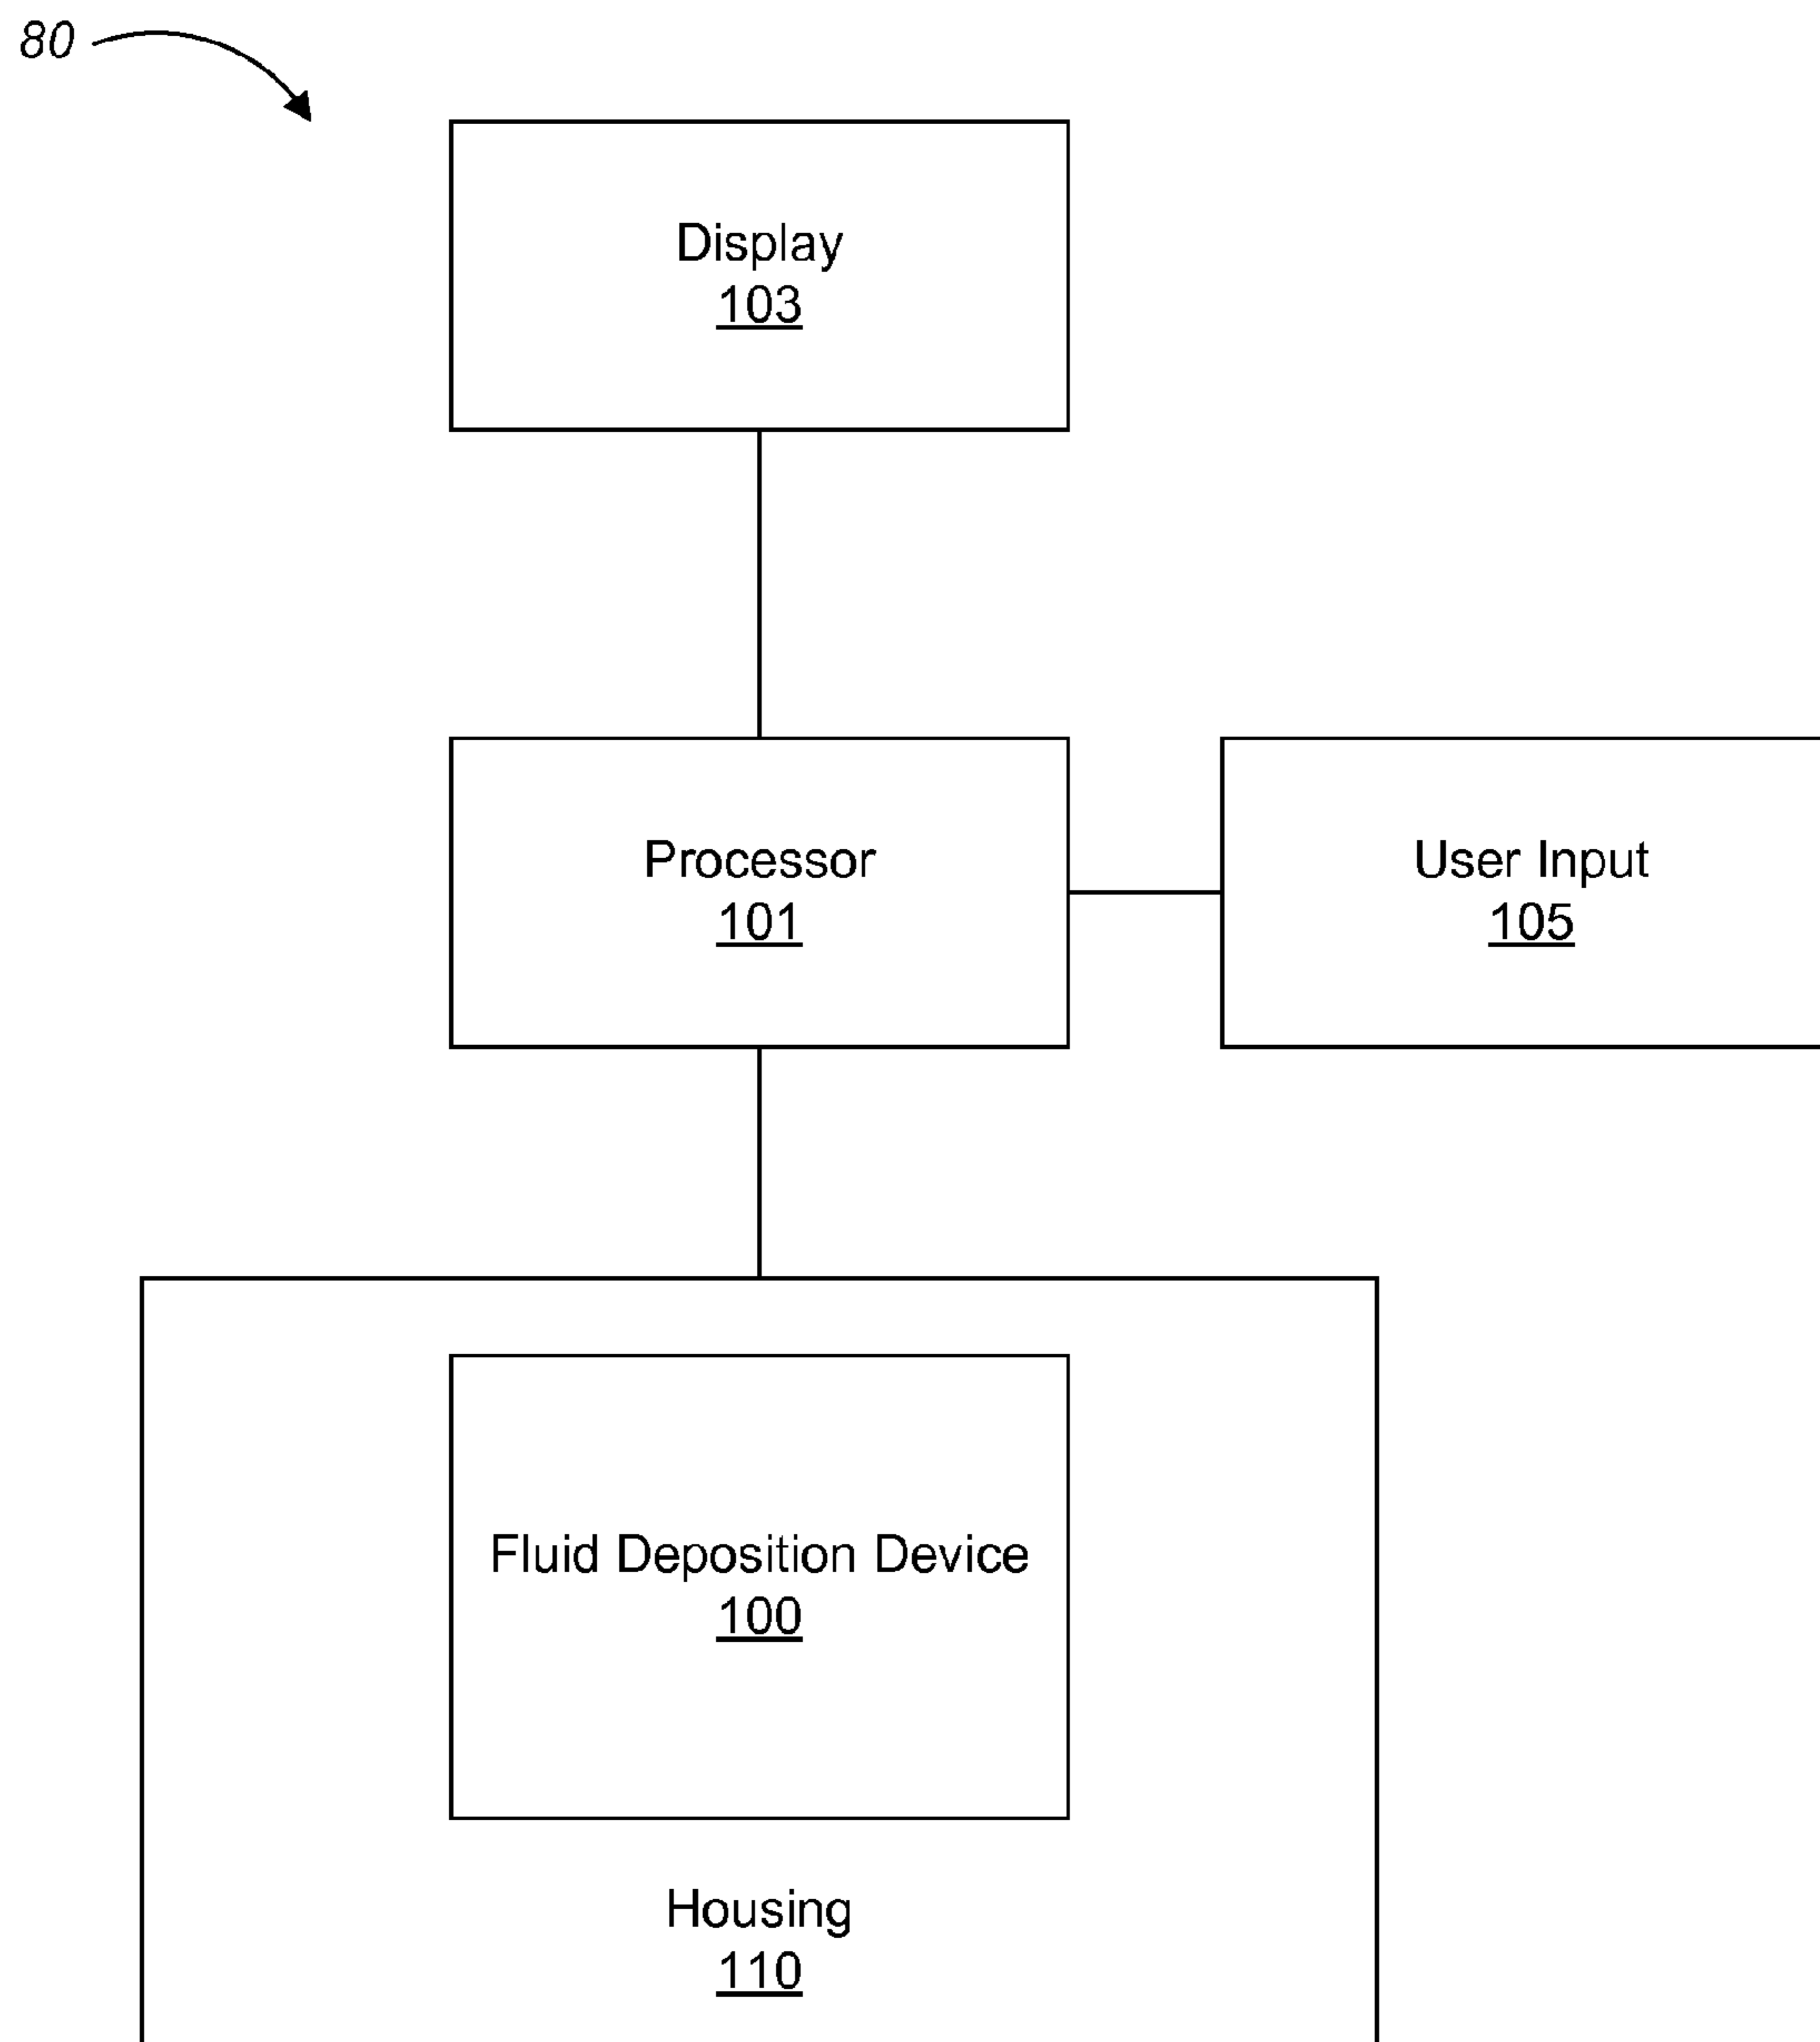 80
Display
103
Processor
101
User Input
105
Fluid Deposition Device
100
Housing
110